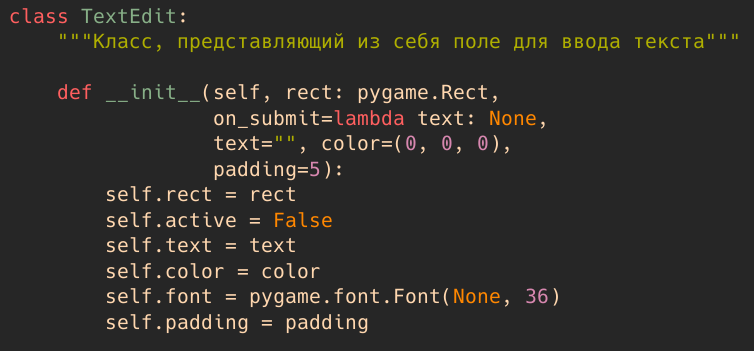 class TextEdit:
    """Класс, представляющий из себя поле для ввода текста"""

    def __init__(self, rect: pygame.Rect,
                 on_submit=lambda text: None,
                 text="", color=(0, 0, 0),
                 padding=5):
        self.rect = rect
        self.active = False
        self.text = text
        self.color = color
        self.font = pygame.font.Font(None, 36)
        self.padding = padding